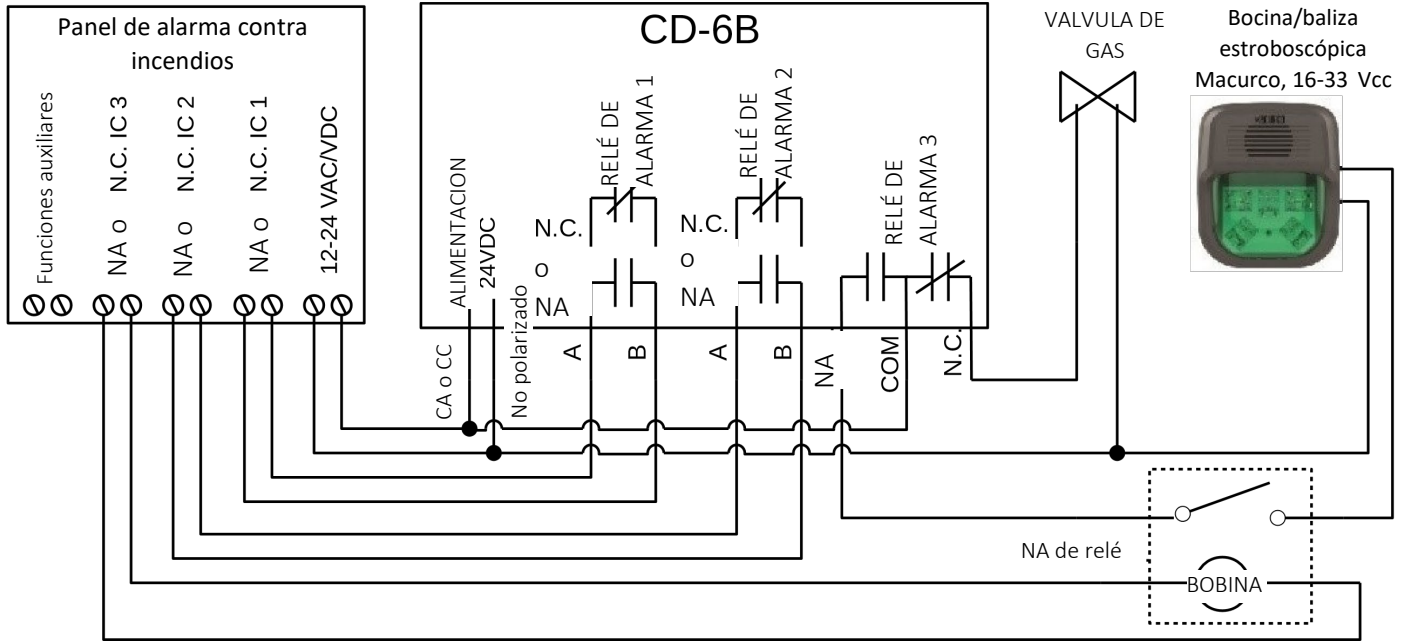 Panel de alarma contra
incendios
Funciones auxiliares
NA o N.C. IC 3
NA o N.C. IC 2
NA o N.C. IC 1
12-24 VAC/VDC
CD-6B
ALIMENTACION
24VDC
CA o CC
No polarizado
N.C.
o
NA
RELÉ DE
ALARMA 1
A
B
N.C.
o
NA
RELÉ DE
ALARMA 2
A
B
RELÉ DE
ALARMA 3
NA
COM
N.C.
VALVULA DE
GAS
Bocina/baliza
estroboscópica
Macurco, 16-33 Vcc
NA de relé
BOBINA